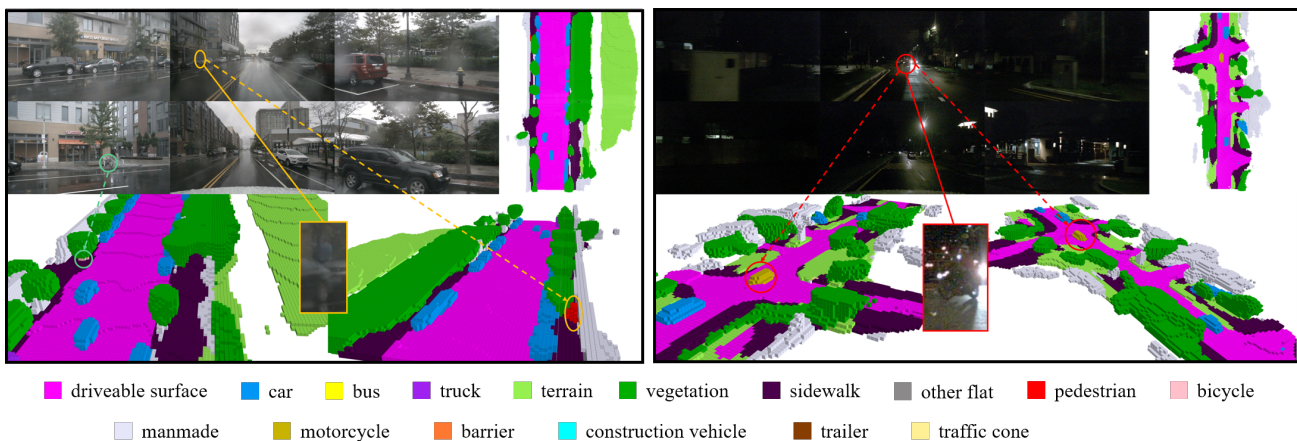 driveable surface car bus truck terrain vegetation sidewalk other flat pedestrian bicycle
manmade motorcycle barrier construction vehicle trailer traffic cone